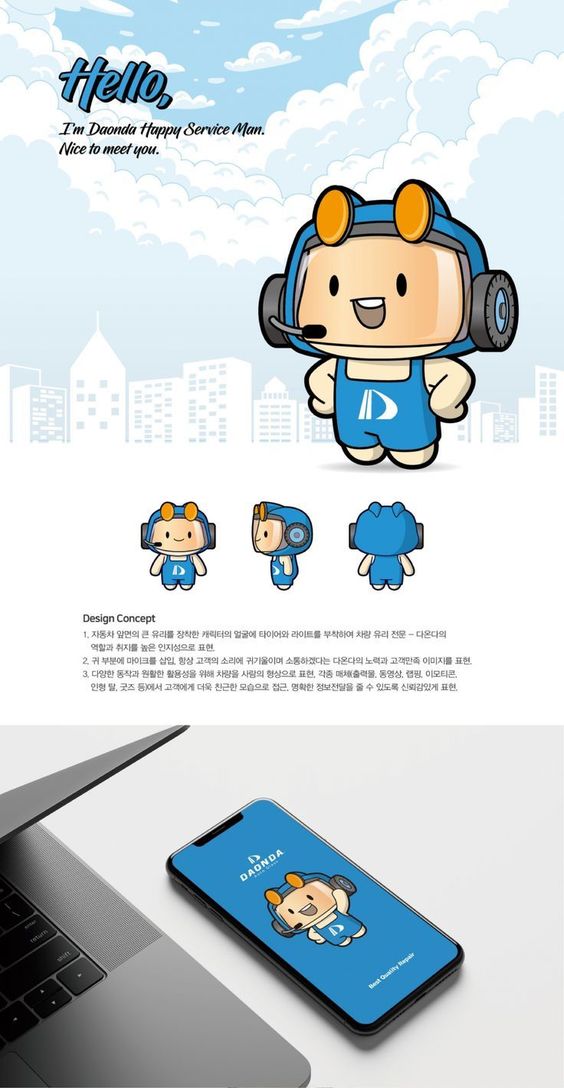 Hello,
I'm Daonda Happy Service Man.
Nice to meet you.
Design Concept
1. 자동차 앞면의 큰 유리를 장착한 캐릭터의 얼굴에 타이어와 라이트를 부착하여 차량 유리 전문 - 다온다의
역할과 취지를 높은 인지성으로 표현.
2. 귀 부분에 마이크를 삽입, 항상 고객의 소리에 귀기울이며 소통하겠다는 다온다의 노력과 고객만족 이미지를 표현.
3. 다양한 동작과 원활한 활용성을 위해 차량을 사람의 형상으로 표현, 각종 매체(출력물, 동영상, 랩핑, 이모티콘,
인형 탈, 굿즈 등)에서 고객에게 더욱 친근한 모습으로 접근, 명확한 정보전달을 줄 수 있도록 신뢰감있게 표현.
DAONDA
Best Quality Repair
return
shift